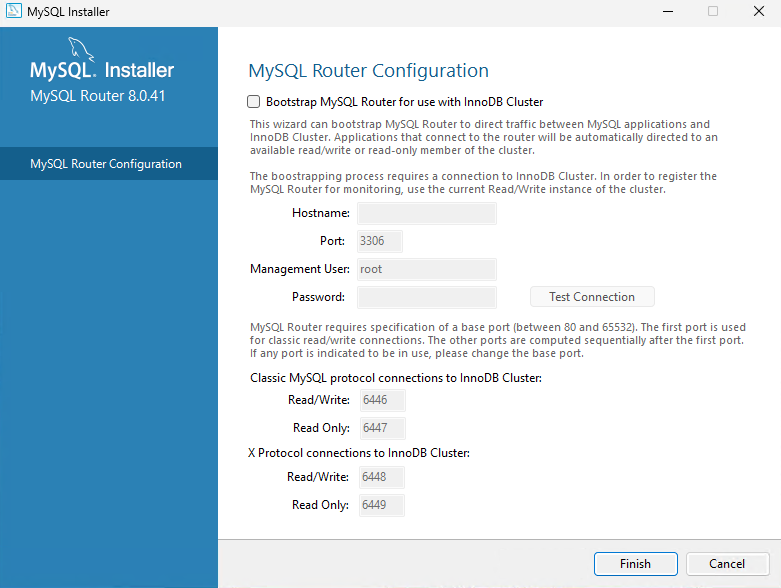 MySQL Installer
MySQL. Installer
MySQL Router 8.0.41
MySQL Router Configuration
MySQL Router Configuration
Bootstrap MySQL Router for use with InnoDB Cluster
This wizard can bootstrap MySQL Router to direct traffic between MySQL applications and
InnoDB Cluster. Applications that connect to the router will be automatically directed to an
available read/write or read-only member of the cluster.
The boostrapping process requires a connection to InnoDB Cluster. In order to register the
MySQL Router for monitoring, use the current Read/Write instance of the cluster.
Hostname:
Port: 3306
Management User: root
Password:
Test Connection
MySQL Router requires specification of a base port (between 80 and 65532). The first port is used
for classic read/write connections. The other ports are computed sequentially after the first port.
If any port is indicated to be in use, please change the base port.
Classic MySQL protocol connections to InnoDB Cluster:
Read/Write: 6446
Read Only: 6447
X Protocol connections to InnoDB Cluster:
Read/Write: 6448
Read Only: 6449
Finish
Cancel